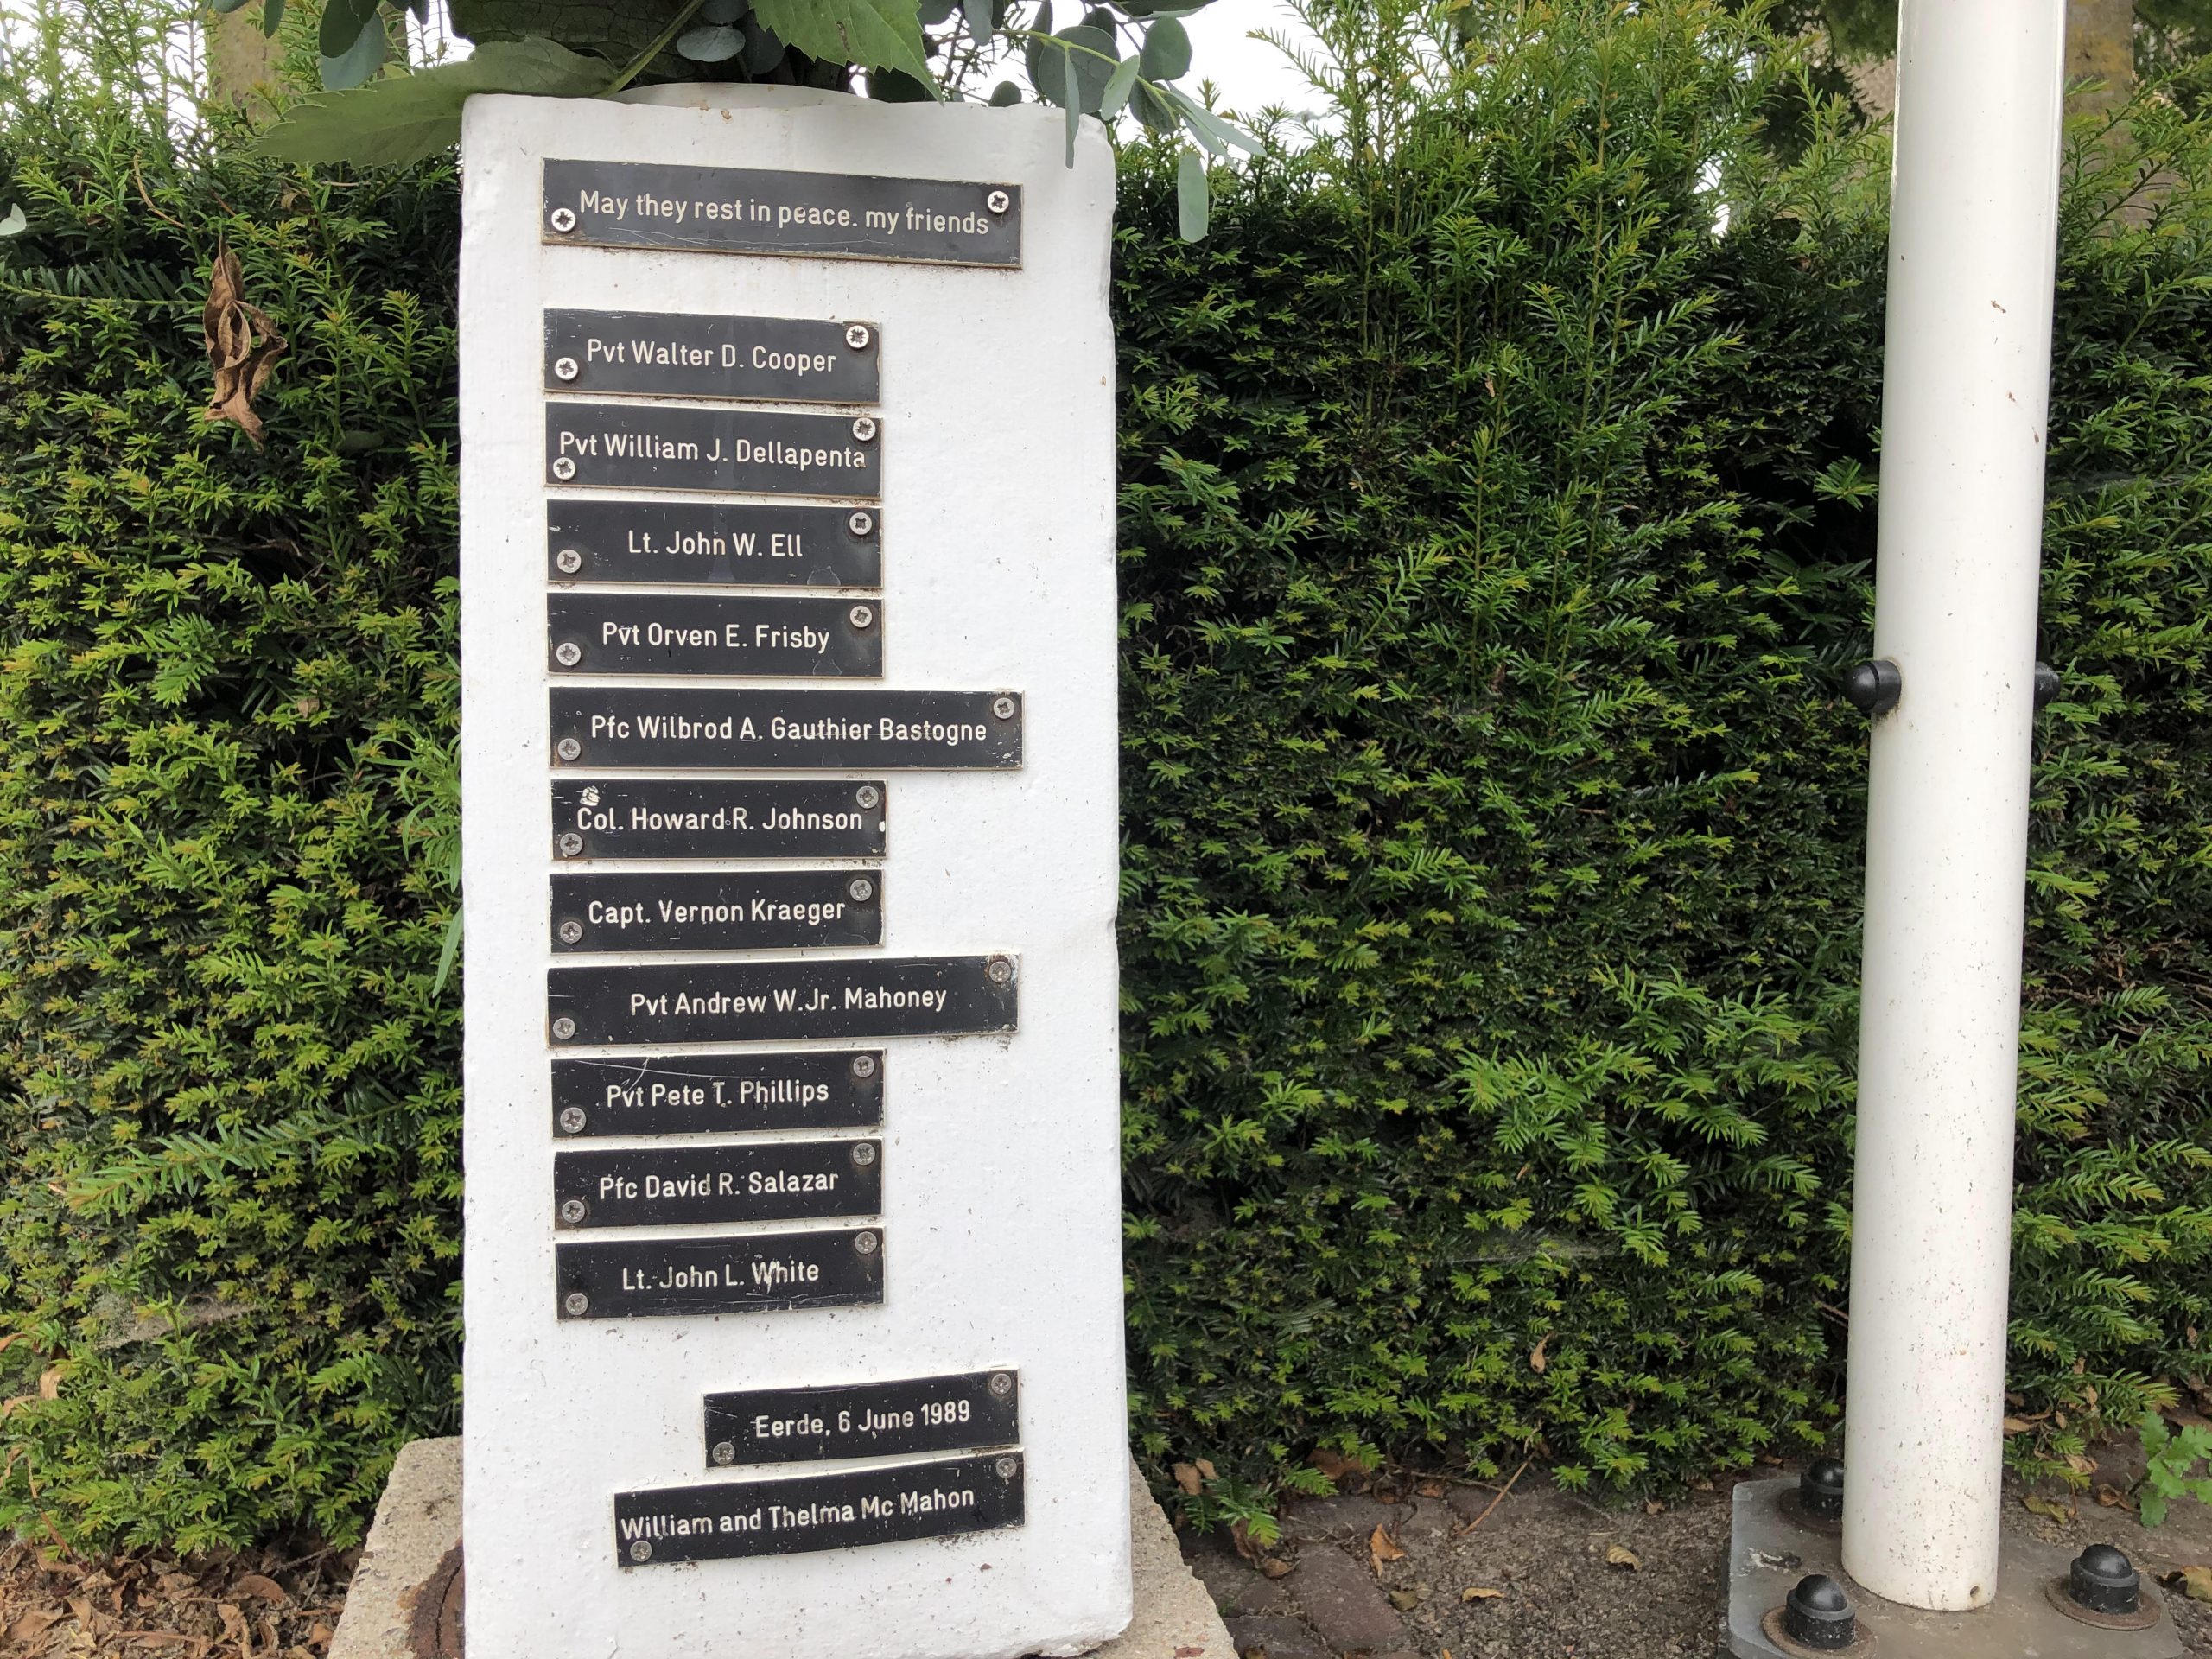 May they rest in peace. my friends
Pvt Walter D. Cooper
Pvt William J. Dellapenta
Lt. John W. Ell
Pvt Orven E. Frisby
Pfc Wilbrod A. Gauthier Bastogne
Col. Howard R. Johnson
Capt. Vernon Kraeger
Pvt Andrew W.Jr. Mahoney
Pvt Pete T. Phillips
Pfc David R. Salazar
Lt. John L. White
Eerde, 6 June 1989
William and Thelma Mc Mahon